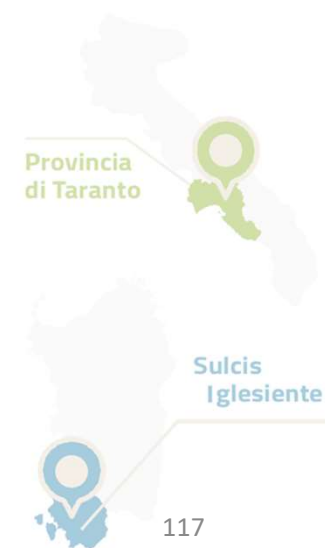 Provincia
di Taranto
Sulcis
Iglesiente
117